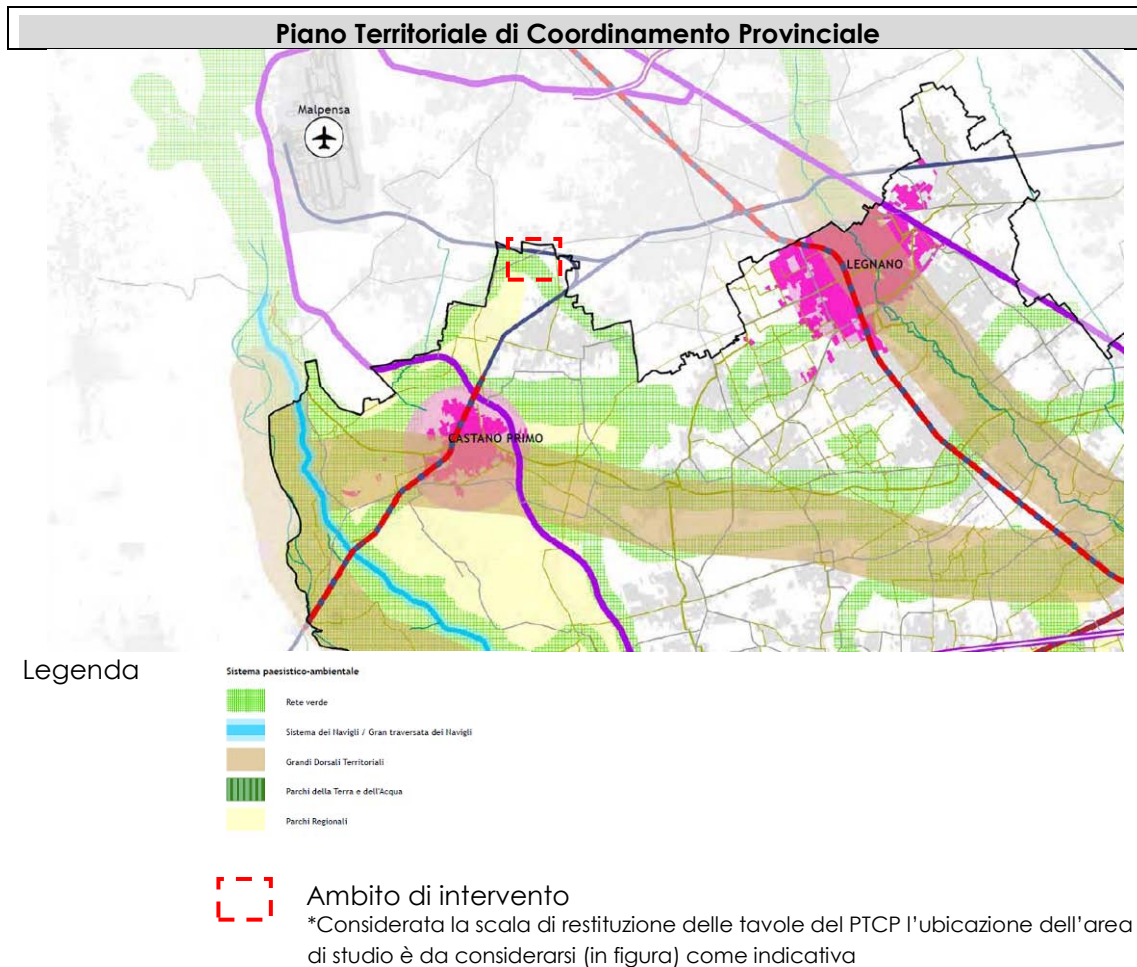 Piano Territoriale di Coordinamento Provinciale
Malpensa
LEGNANO
CASTANO PRIMO
Legenda
Sistema paesistico-ambientale
Rete verde
Sistema dei Navigli / Gran traversata dei Navigli
Grandi Dorsali Territoriali
Parchi della Terra e dell'Acqua
Parchi Regionali
Ambito di intervento
*Considerata la scala di restituzione delle tavole del PTCP l'ubicazione dell'area
di studio è da considerarsi (in figura) come indicativa